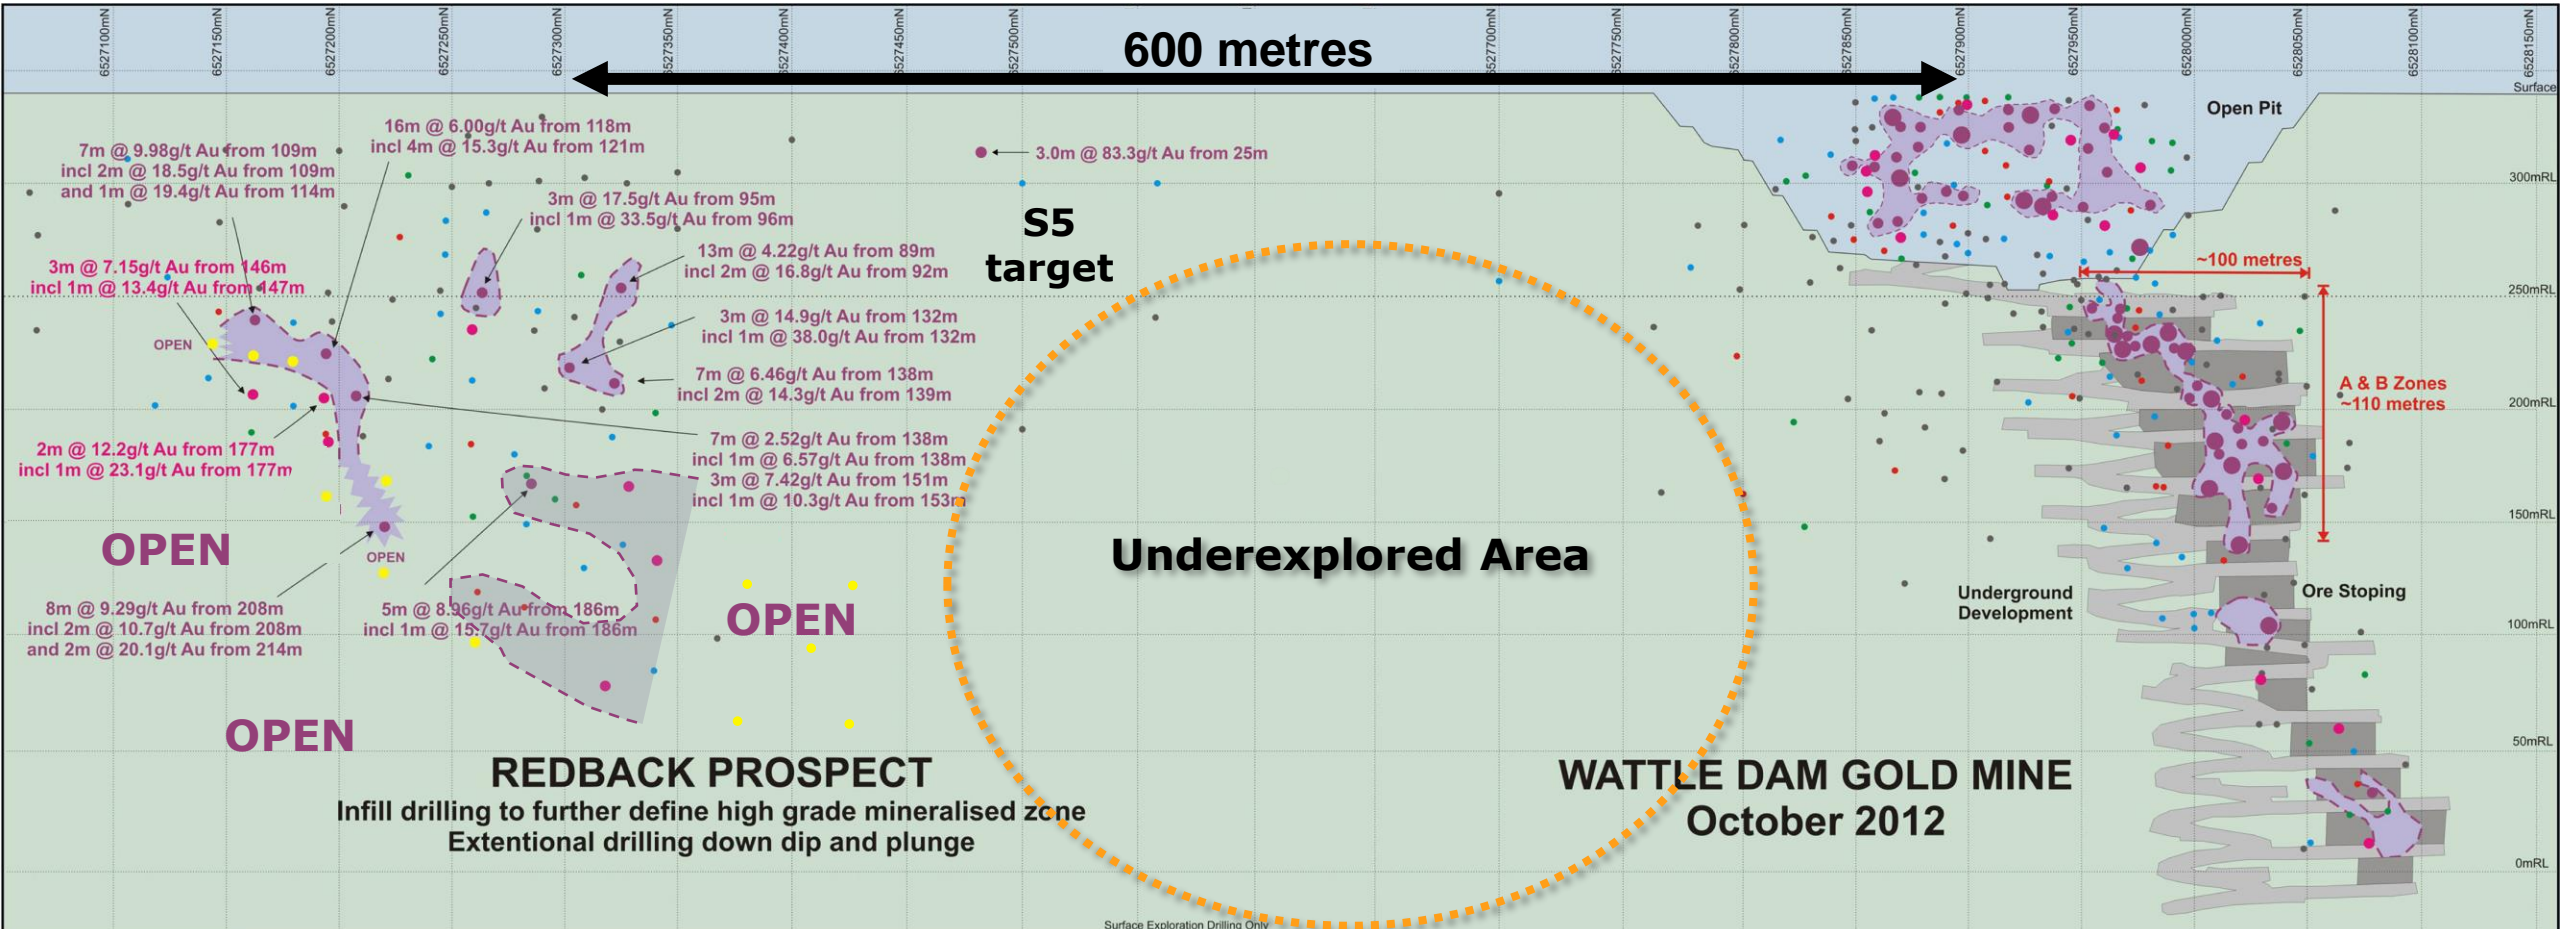 6527100mN
6527150mN
6527200mN
6527250mN
6527300mN
6527350mN
6527400mN
6527450mN
6527500mN
6527700mN
6527750mN
6527800mN
6527850mN
6527900mN
6527950mN
6528000mN
6528050mN
6528100mN
6528150mN
600 metres
Surface
Open Pit
16m @ 6.00g/t Au from 118m
incl 4m @ 15.3g/t Au from 121m
7m @ 9.98g/t Au from 109m
incl 2m @ 18.5g/t Au from 109m
and 1m @ 19.4g/t Au from 114m
3.0m @ 83.3g/t Au from 25m
300mRL
3m @ 17.5g/t Au from 95m
incl 1m @ 33.5g/t Au from 96m
S5
target
13m @ 4.22g/t Au from 89m
incl 2m @ 16.8g/t Au from 92m
3m @ 7.15g/t Au from 146m
incl 1m @ 13.4g/t Au from 147m
~100 metres
250mRL
3m @ 14.9g/t Au from 132m
incl 1m @ 38.0g/t Au from 132m
OPEN
7m @ 6.46g/t Au from 138m
incl 2m @ 14.3g/t Au from 139m
A & B Zones
~110 metres
200mRL
7m @ 2.52g/t Au from 138m
incl 1m @ 6.57g/t Au from 138m
3m @ 7.42g/t Au from 151m
incl 1m @ 10.3g/t Au from 153m
2m @ 12.2g/t Au from 177m
incl 1m @ 23.1g/t Au from 177m
150mRL
OPEN
OPEN
Underexplored Area
8m @ 9.29g/t Au from 208m
incl 2m @ 10.7g/t Au from 208m
and 2m @ 20.1g/t Au from 214m
5m @ 8.96g/t Au from 186m
incl 1m @ 15.7g/t Au from 186m
OPEN
Underground
Development
Ore Stoping
100mRL
OPEN
50mRL
REDBACK PROSPECT
Infill drilling to further define high grade mineralised zone
Extentional drilling down dip and plunge
WATTLE DAM GOLD MINE
October 2012
0mRL
Surface Exploration Drilling Only